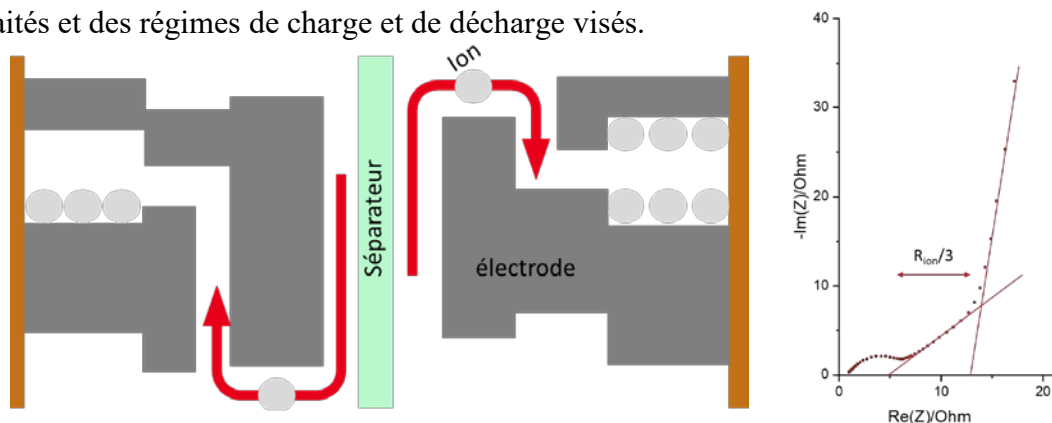 aités et des régimes de charge et de décharge visés.
Ion
Séparateur
électrode
40
30
20
10
0
-Im(Z)/Ohm
R_ion/3
0
10
20
Re(Z)/Ohm